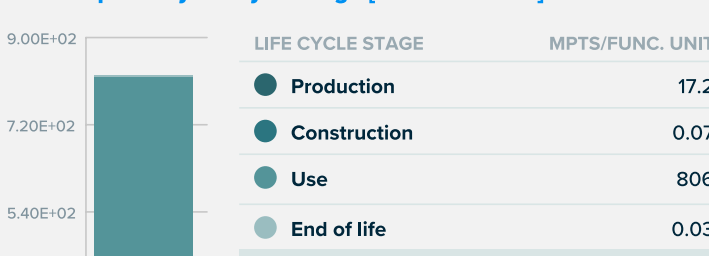 9.00E+02
7.20E+02
5.40E+02
LIFE CYCLE STAGE MPTS/FUNC. UNIT
Production 17.2
Construction 0.07
Use 806
End of life 0.03